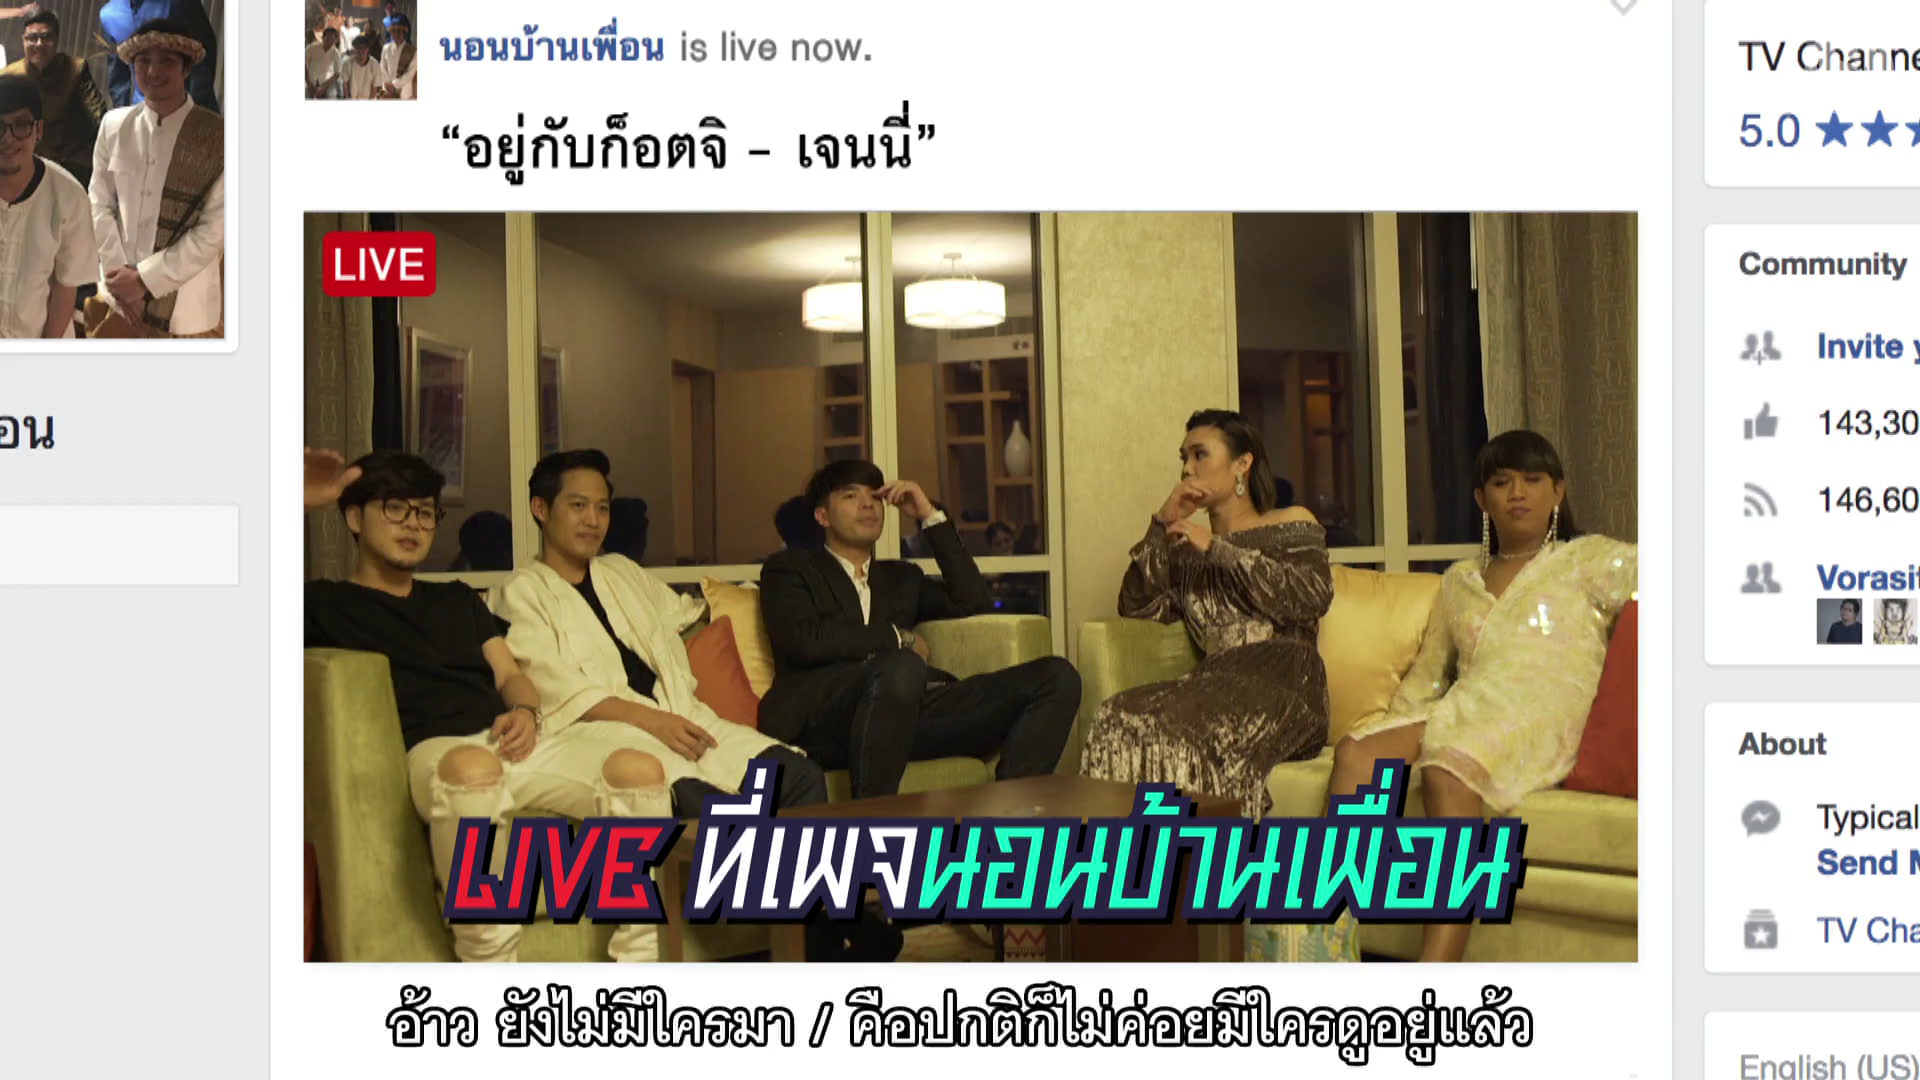 นอนบ้านเพื่อน is live now.
“อยู่กับก็อตจิ - เจนนี่”
LIVE
LIVE ที่เพจนอนบ้านเพื่อน
อ้าว ยังไม่มีใครมา / คือปกติก็ไม่ค่อยมีใครดูอยู่แล้ว
อน
TV Channe
5.0
Community
Invite y
143,30
146,60
Vorasit
About
Typical
Send M
TV Cha
English (US)